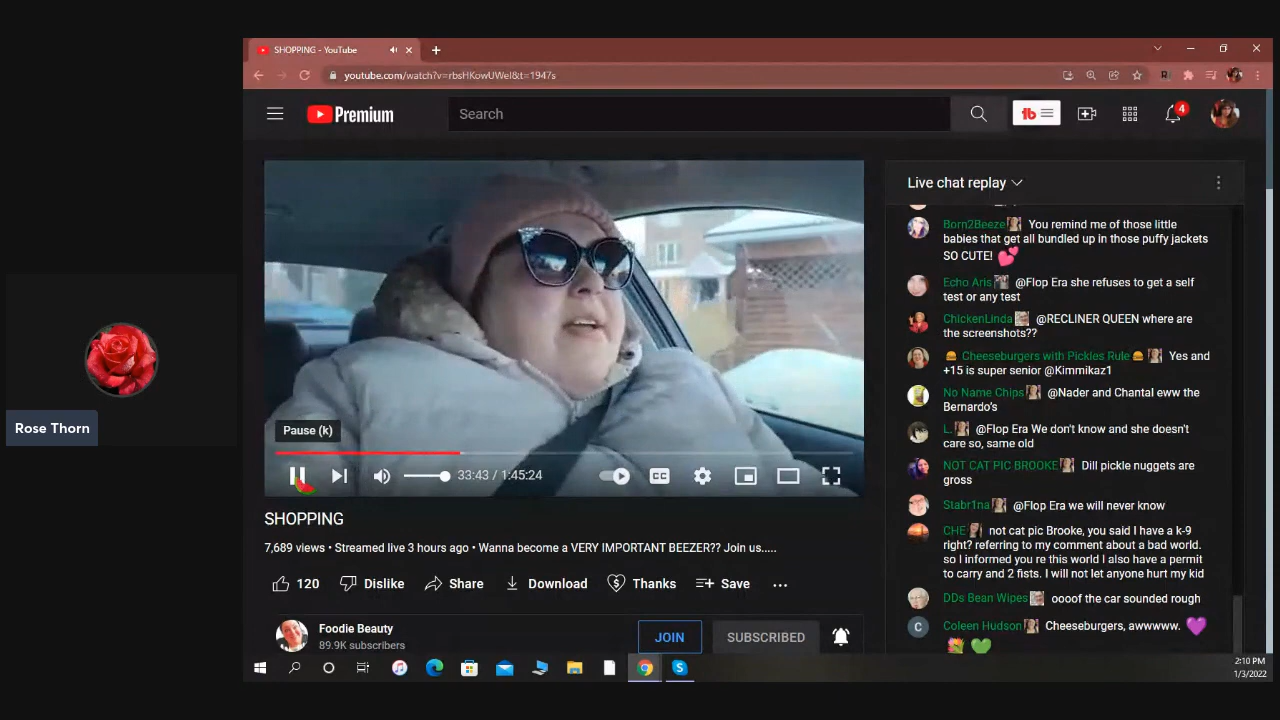 SHOPPING - YouTube
youtube.com/watch?v=rbsHKowUWeI&t=1947s
Premium
Search
tb
4
Live chat replay
Born2Beeze You remind me of those little
babies that get all bundled up in those puffy jackets
SO CUTE!
Echo Aris @Flop Era she refuses to get a self
test or any test
ChickenLinda @RECLINER QUEEN where are
the screenshots??
Cheeseburgers with Pickles Rule Yes and
+15 is super senior @Kimmikaz1
No Name Chips @Nader and Chantal eww the
Bernardo's
L. @Flop Era We don't know and she doesn't
care so, same old
NOT CAT PIC BROOKE Dill pickle nuggets are
gross
Stabr1na @Flop Era we will never know
CHE not cat pic Brooke, you said I have a k-9
right? referring to my comment about a bad world.
so I informed you re this world I also have a permit
to carry and 2 fists. I will not let anyone hurt my kid
DDs Bean Wipes oooof the car sounded rough
C Coleen Hudson Cheeseburgers, awwwww.
Rose Thorn
Pause (k)
33:43 / 1:45:24
CC
SHOPPING
7,689 views • Streamed live 3 hours ago • Wanna become a VERY IMPORTANT BEEZER?? Join us.....
120 Dislike Share Download Thanks Save
Foodie Beauty
89.9K subscribers
JOIN
SUBSCRIBED
2:10 PM
1/3/2022